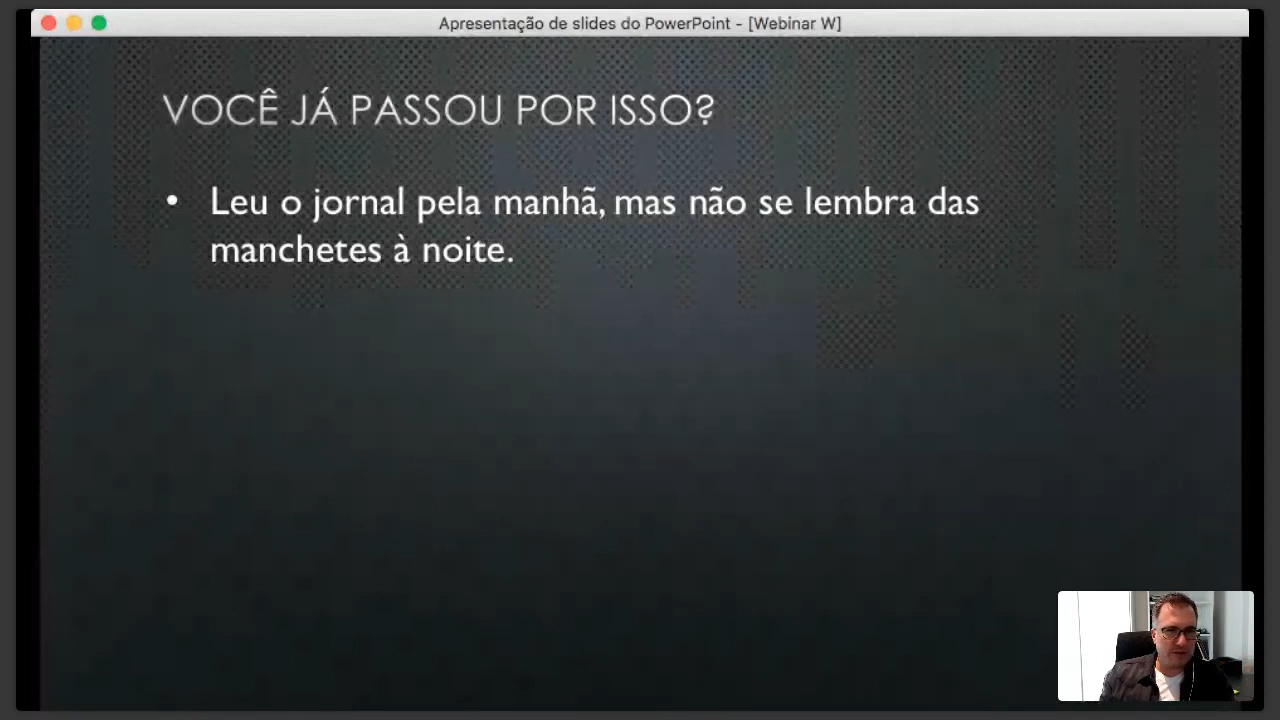 Apresentação de slides do PowerPoint - [Webinar W]
VOCÊ JÁ PASSOU POR ISSO?
• Leu o jornal pela manhã, mas não se lembra das
manchetes à noite.